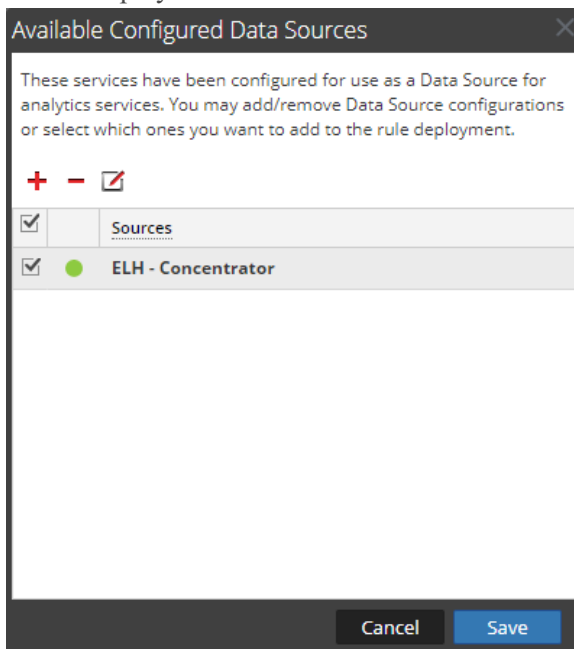 Available Configured Data Sources
These services have been configured for use as a Data Source for
analytics services. You may add/remove Data Source configurations
or select which ones you want to add to the rule deployment.
Sources
ELH - Concentrator
Cancel Save